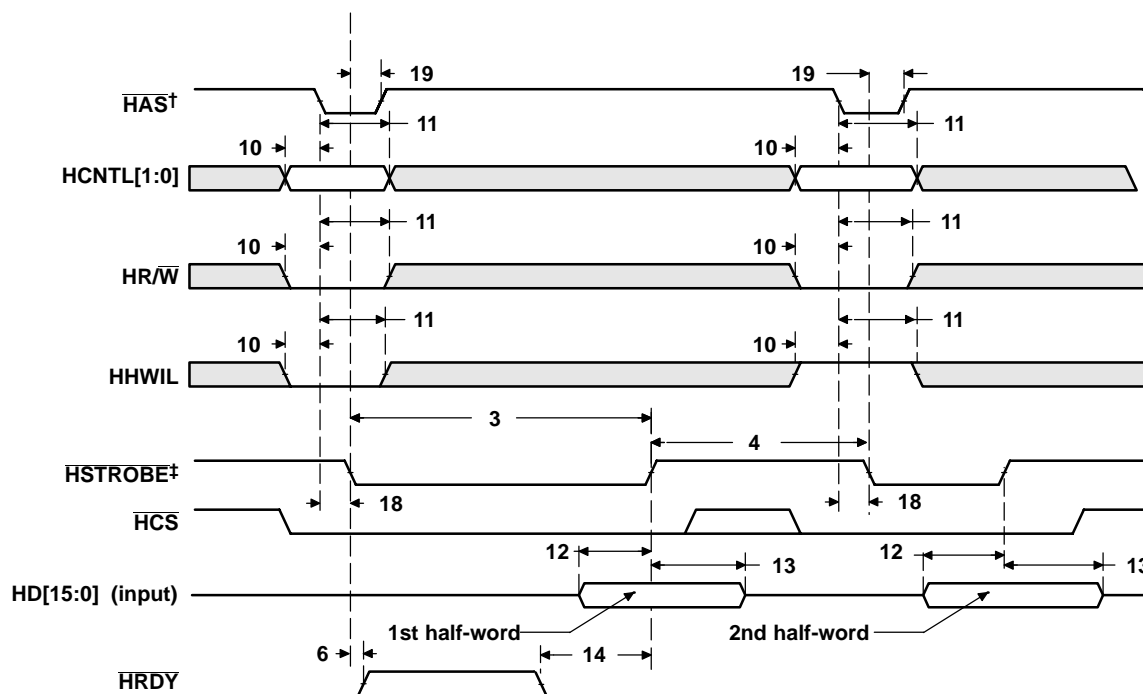 19 19
HAS†
11 11
10 10
HCNTL[1:0]
11 11
10 10
HR/W
11 11
10 10
HHWIL
3
4
HSTROBE‡
18 18
HCS
12 12
13 13
HD[15:0] (input)
1st half-word 2nd half-word
6 14
HRDY